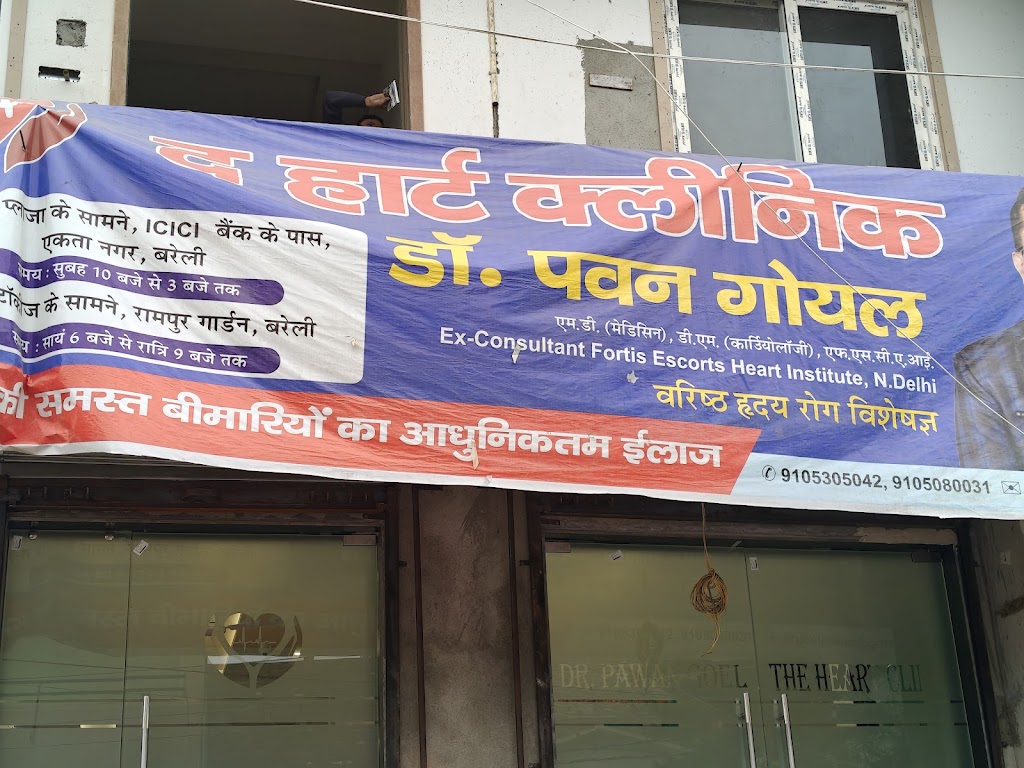 द हार्ट क्लीनिक
डॉ. पवन गोयल
एम.डी. (मेडिसिन), डी.एम. (कार्डियोलॉजी), एफ.एस.सी.ए.आई.
Ex-Consultant Fortis Escorts Heart Institute, N.Delhi
वरिष्ठ हृदय रोग विशेषज्ञ
प्लाजा के सामने, ICICI बैंक के पास,
एकता नगर, बरेली
समय : सुबह 10 बजे से 3 बजे तक
के सामने, रामपुर गार्डन, बरेली
समय : सायं 6 बजे से रात्रि 9 बजे तक
की समस्त बीमारियों का आधुनिकतम ईलाज
9105305042, 9105080031
DR. PAWAN GOEL THE HEART CLI